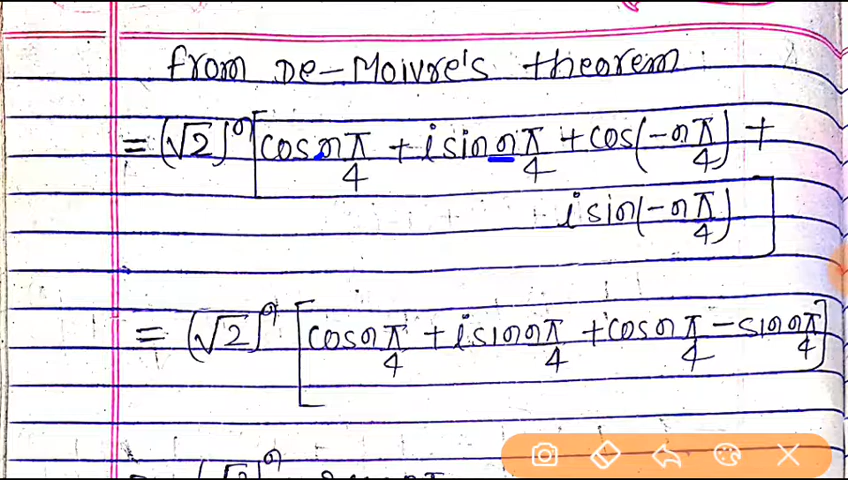 from De-Moivre's theorem
= (√2)^n [cos nπ/4 + i sin nπ/4 + cos(-nπ/4) +
i sin(-nπ/4)]
= (√2)^n [cos nπ/4 + i sin nπ/4 + cos nπ/4 - sin nπ/4]